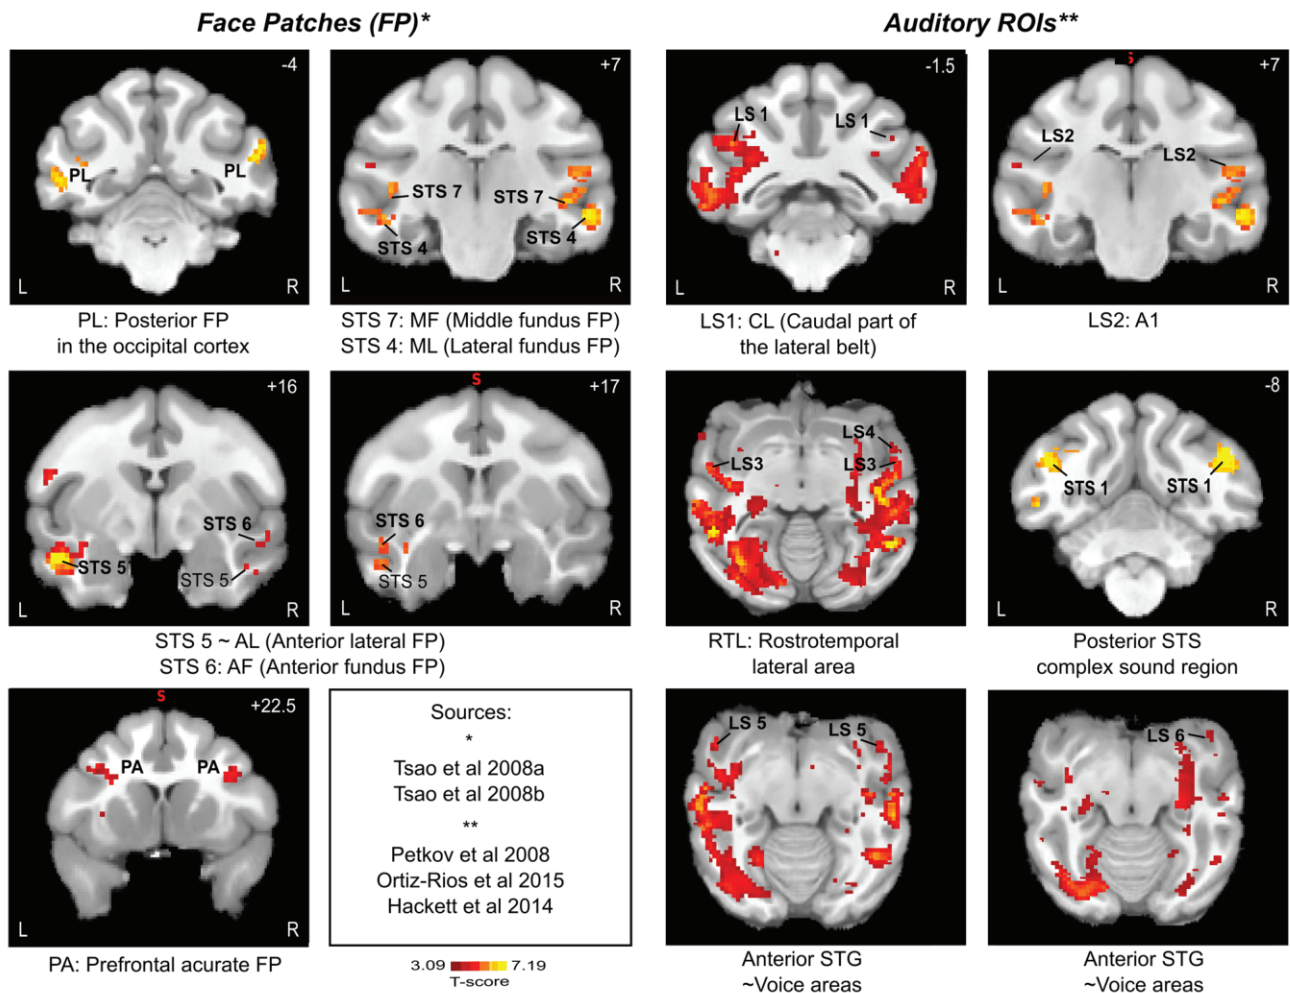 Face Patches (FP)*
Auditory ROIs**
-4
PL
PL
L
R
PL: Posterior FP
in the occipital cortex
+7
STS 7
STS 7
STS 4
STS 4
L
R
STS 7: MF (Middle fundus FP)
STS 4: ML (Lateral fundus FP)
-1.5
LS 1
LS 1
L
R
LS1: CL (Caudal part of
the lateral belt)
S
+7
LS2
LS2
L
R
LS2: A1
+16
STS 6
STS 5
STS 5
L
R
S
+17
STS 6
STS 5
L
R
STS 5 ~ AL (Anterior lateral FP)
STS 6: AF (Anterior fundus FP)
LS4
LS3
LS3
RTL: Rostrotemporal
lateral area
-8
STS 1
STS 1
L
R
Posterior STS
complex sound region
S
+22.5
PA
PA
L
R
PA: Prefrontal acurate FP
Sources:
*
Tsao et al 2008a
Tsao et al 2008b
**
Petkov et al 2008
Ortiz-Rios et al 2015
Hackett et al 2014
3.09
7.19
T-score
LS 5
LS 5
Anterior STG
~Voice areas
LS 6
Anterior STG
~Voice areas